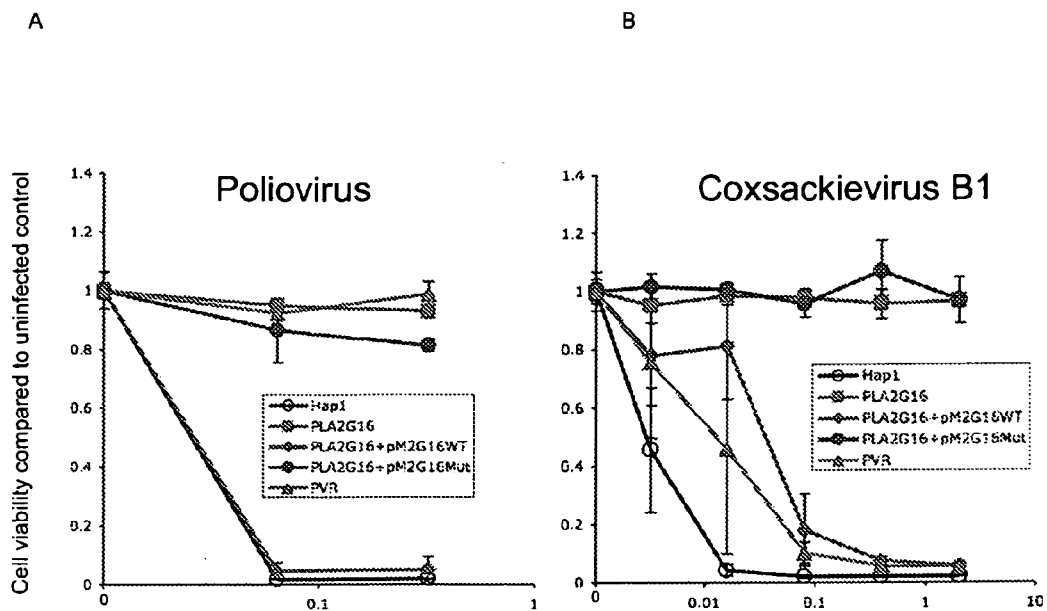 A
B
Poliovirus
Coxsackievirus B1
Cell viability compared to uninfected control
1.4
1.2
1
0.8
0.6
0.4
0.2
0
0
0.1
1
Hap1
PLA2G16
PLA2G16+pM2G16WT
PLA2G16+pM2G16Mut
PVR
1.4
1.2
1
0.8
0.6
0.4
0.2
0
0
0.01
0.1
1
10
Hap1
PLA2G16
PLA2G16+pM2G16WT
PLA2G16+pM2G16Mut
PVR